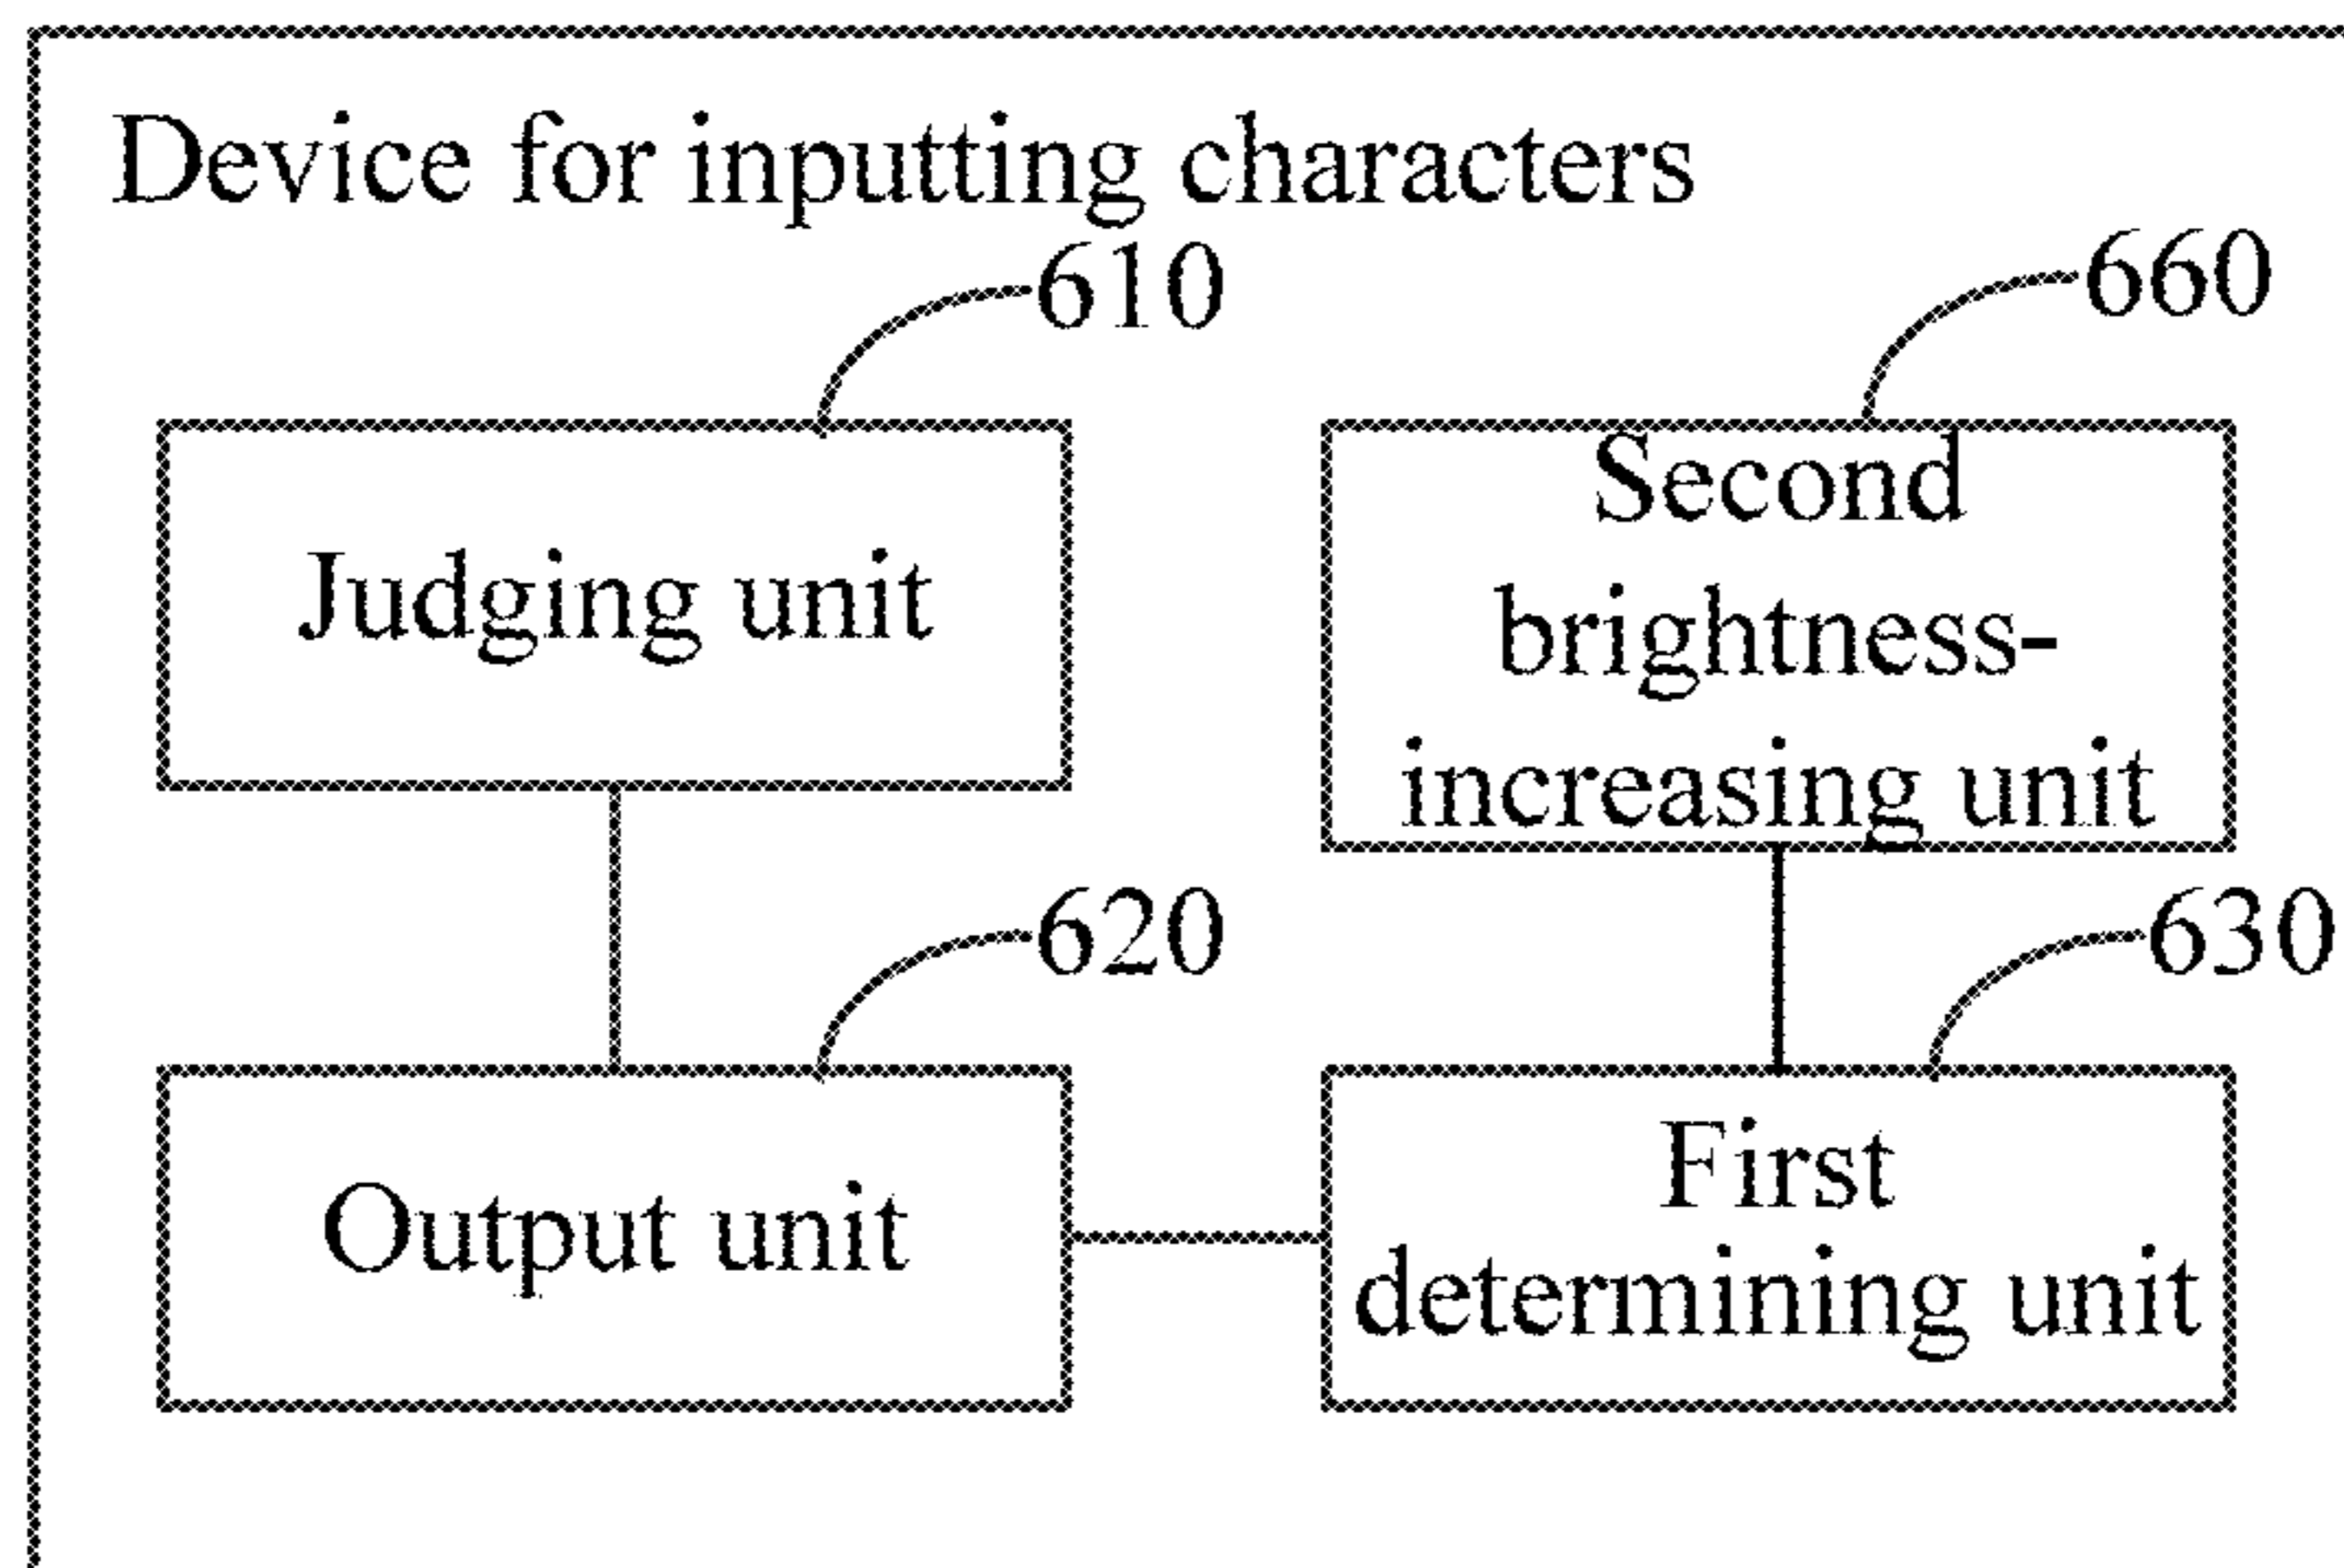 Device for inputting characters
610
660
Judging unit
Second
brightness-
increasing unit
620
630
Output unit
First
determining unit